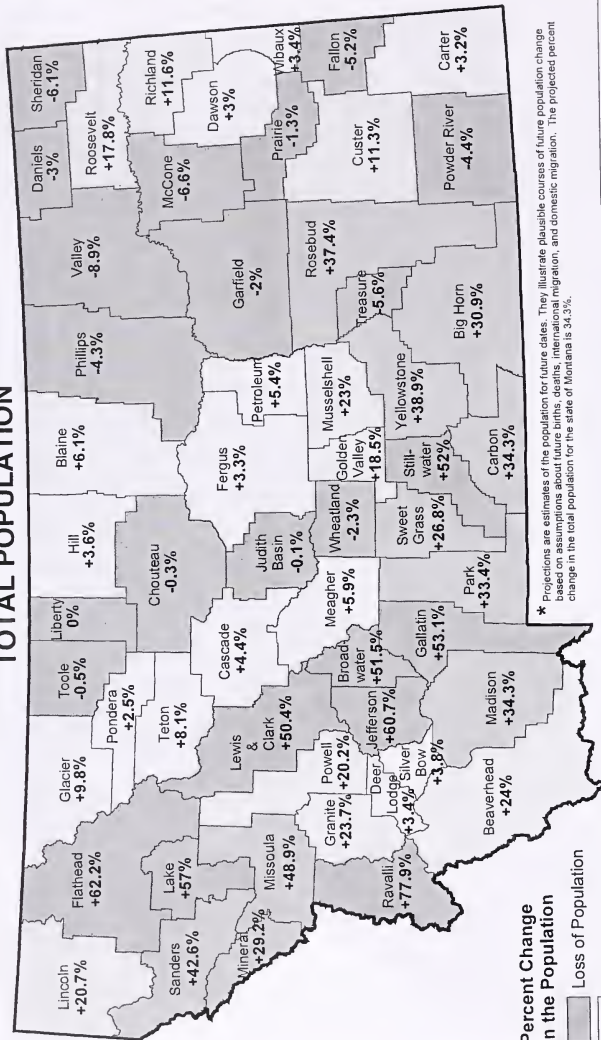 TOTAL POPULATION
Lincoln
+20.7%
Flathead
+62.2%
Glacier
+9.8%
Toole
-0.5%
Liberty
0%
Hill
+3.6%
Blaine
+6.1%
Phillips
-4.3%
Valley
-8.9%
Daniels
-3%
Sheridan
-6.1%
Roosevelt
+17.8%
Richland
+11.6%
Sanders
+42.6%
Lake
+57%
Pondera
+2.5%
Teton
+8.1%
Chouteau
-0.3%
McCone
-6.6%
Dawson
+3%
Wibaux
+3.4%
Mineral
+29.2%
Missoula
+48.9%
Lewis
&
Clark
+50.4%
Cascade
+4.4%
Judith
Basin
-0.1%
Fergus
+3.3%
Petroleum
+5.4%
Garfield
-2%
Prairie
-1.3%
Fallon
-5.2%
Powell
+20.2%
Granite
+23.7%
Deer
Lodge
+3.4%
Silver
Bow
+3.8%
Jefferson
+60.7%
Broad-
water
+51.5%
Meagher
+5.9%
Wheatland
-2.3%
Golden
Valley
+18.5%
Musselshell
+23%
Treasure
-5.6%
Rosebud
+37.4%
Custer
+11.3%
Ravalli
+77.9%
Beaverhead
+24%
Madison
+34.3%
Gallatin
+53.1%
Park
+33.4%
Sweet
Grass
+26.8%
Still-
water
+52%
Yellowstone
+38.9%
Carbon
+34.3%
Big Horn
+30.9%
Powder River
-4.4%
Carter
+3.2%
Percent Change
n the Population
Loss of Population
* Projections are estimates of the population for future dates. They illustrate plausible courses of future population change
based on assumptions about future births, deaths, international migration, and domestic migration. The projected percent
change in the total population for the state of Montana is 34.3%.